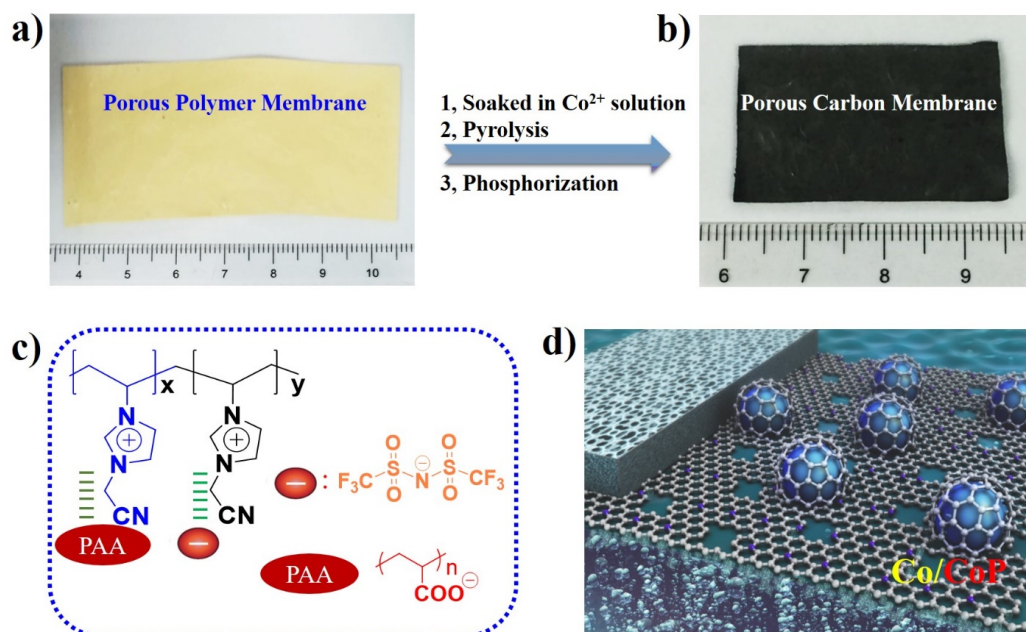 a)
Porous Polymer Membrane
4 5 6 7 8 9 10
1, Soaked in Co²⁺ solution
2, Pyrolysis
3, Phosphorization
b)
Porous Carbon Membrane
6 7 8 9
c)
x y
N N
+ +
N N
CN CN
PAA
−
− :
O O
F₃C S N⊖ S CF₃
O O
PAA
n
COO⊖
d)
Co/CoP